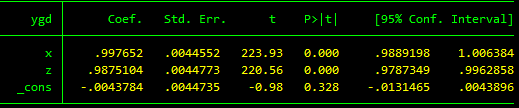 ygd Coef. Std. Err. t P>|t| [95% Conf. Interval]
x .997652 .0044552 223.93 0.000 .9889198 1.006384
z .9875104 .0044773 220.56 0.000 .9787349 .9962858
_cons -.0043784 .0044735 -0.98 0.328 -.0131465 .0043896